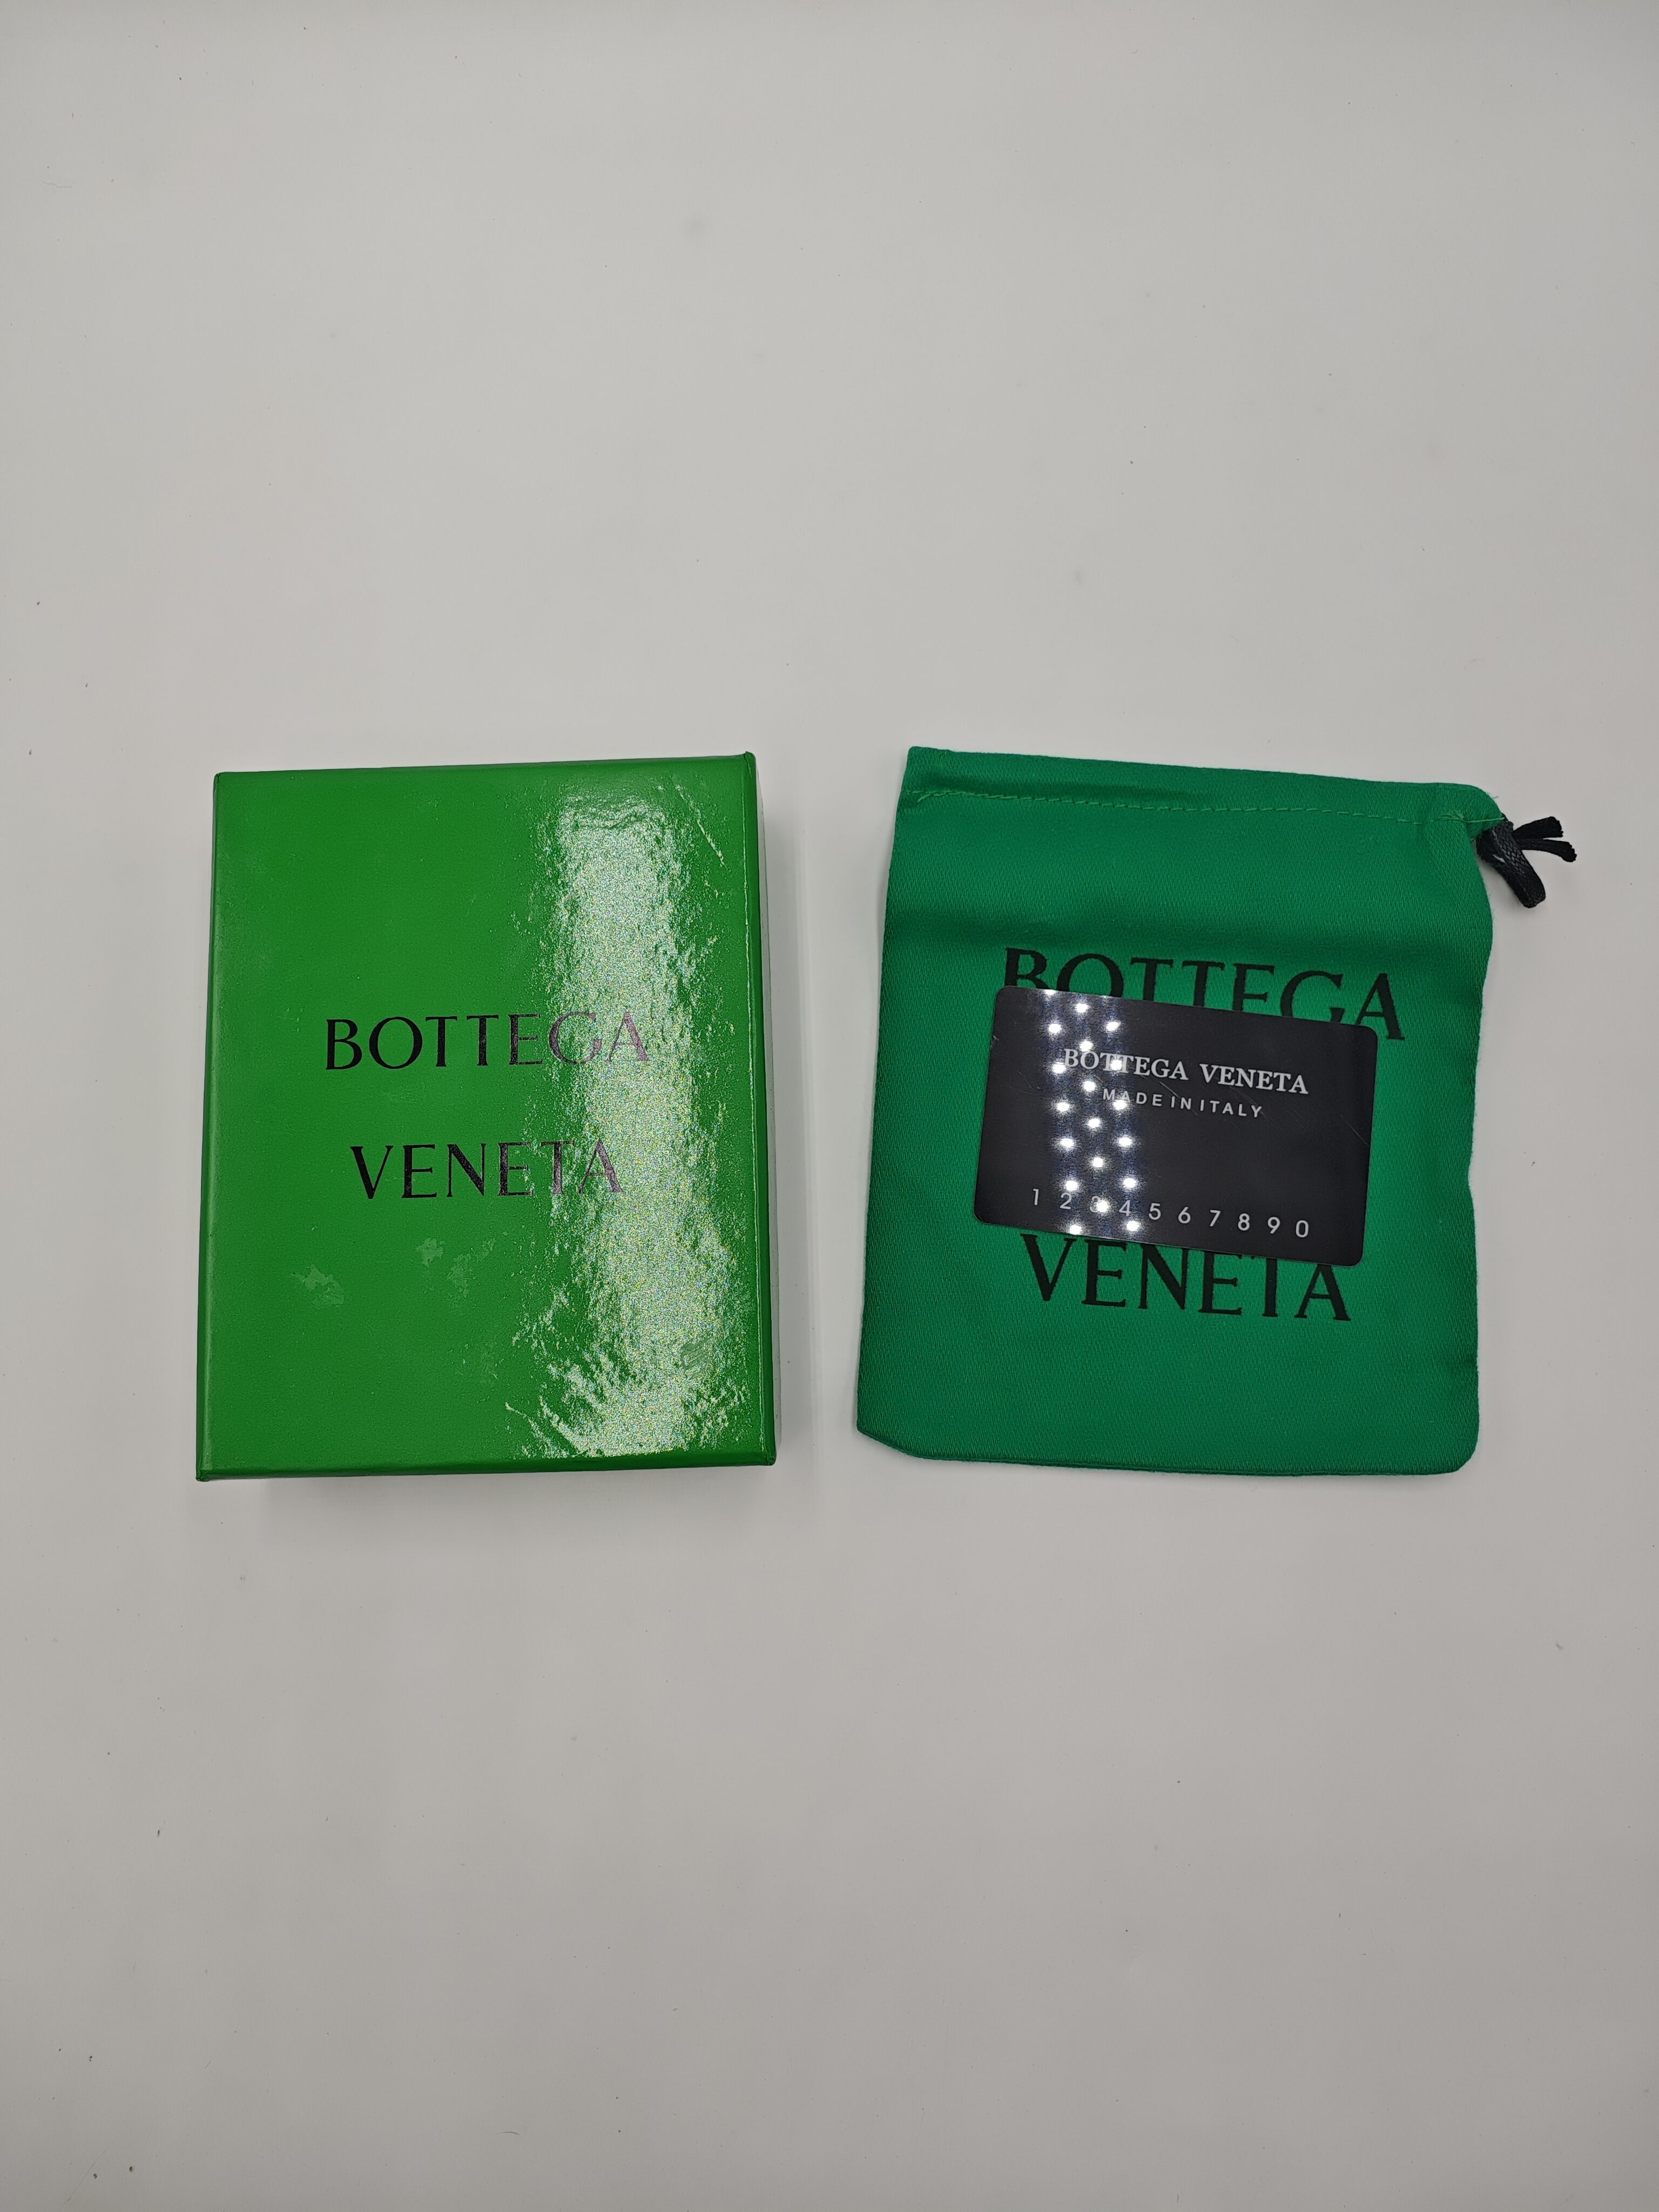 BOTTEGA
VENETA
BOTTEGA
BOTTEGA VENETA
MADE IN ITALY
1 2 3 4 5 6 7 8 9 0
VENETA